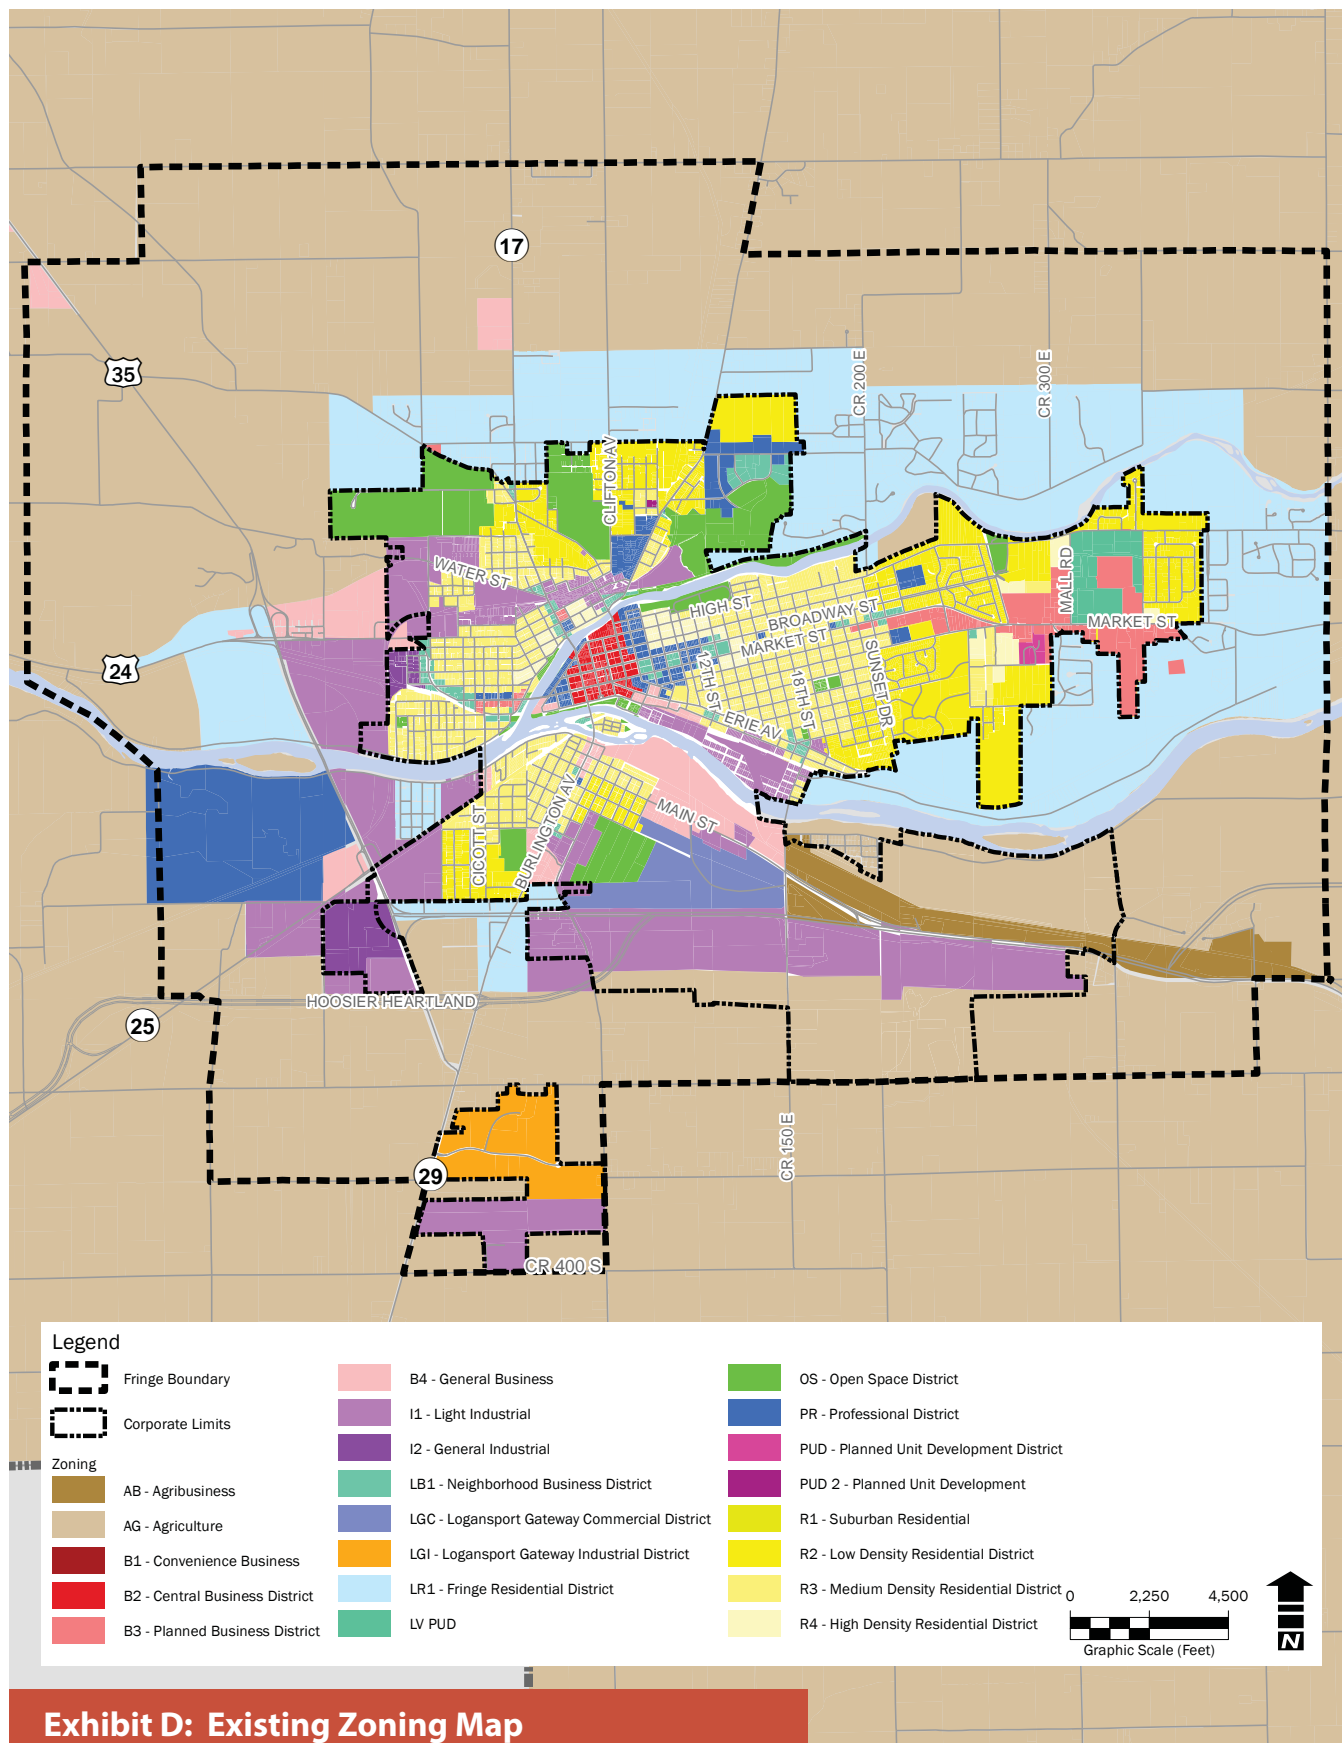 17
35
CR 200 E
CR 300 E
CLIFTON AV
WATER ST
MALL RD
HIGH ST
BROADWAY ST
MARKET ST
MARKET ST
24
12TH ST
18TH ST
SUNSET DR
ERIE AV
MAIN ST
CICOTT ST
BURLINGTON AV
HOOSIER HEARTLAND
25
CR 150 E
29
CR 400 S
Legend
Fringe Boundary
Corporate Limits
Zoning
AB - Agribusiness
AG - Agriculture
B1 - Convenience Business
B2 - Central Business District
B3 - Planned Business District
B4 - General Business
I1 - Light Industrial
I2 - General Industrial
LB1 - Neighborhood Business District
LGC - Logansport Gateway Commercial District
LGI - Logansport Gateway Industrial District
LR1 - Fringe Residential District
LV PUD
OS - Open Space District
PR - Professional District
PUD - Planned Unit Development District
PUD 2 - Planned Unit Development
R1 - Suburban Residential
R2 - Low Density Residential District
R3 - Medium Density Residential District
R4 - High Density Residential District
0 2,250 4,500
Graphic Scale (Feet)
N
Exhibit D: Existing Zoning Map